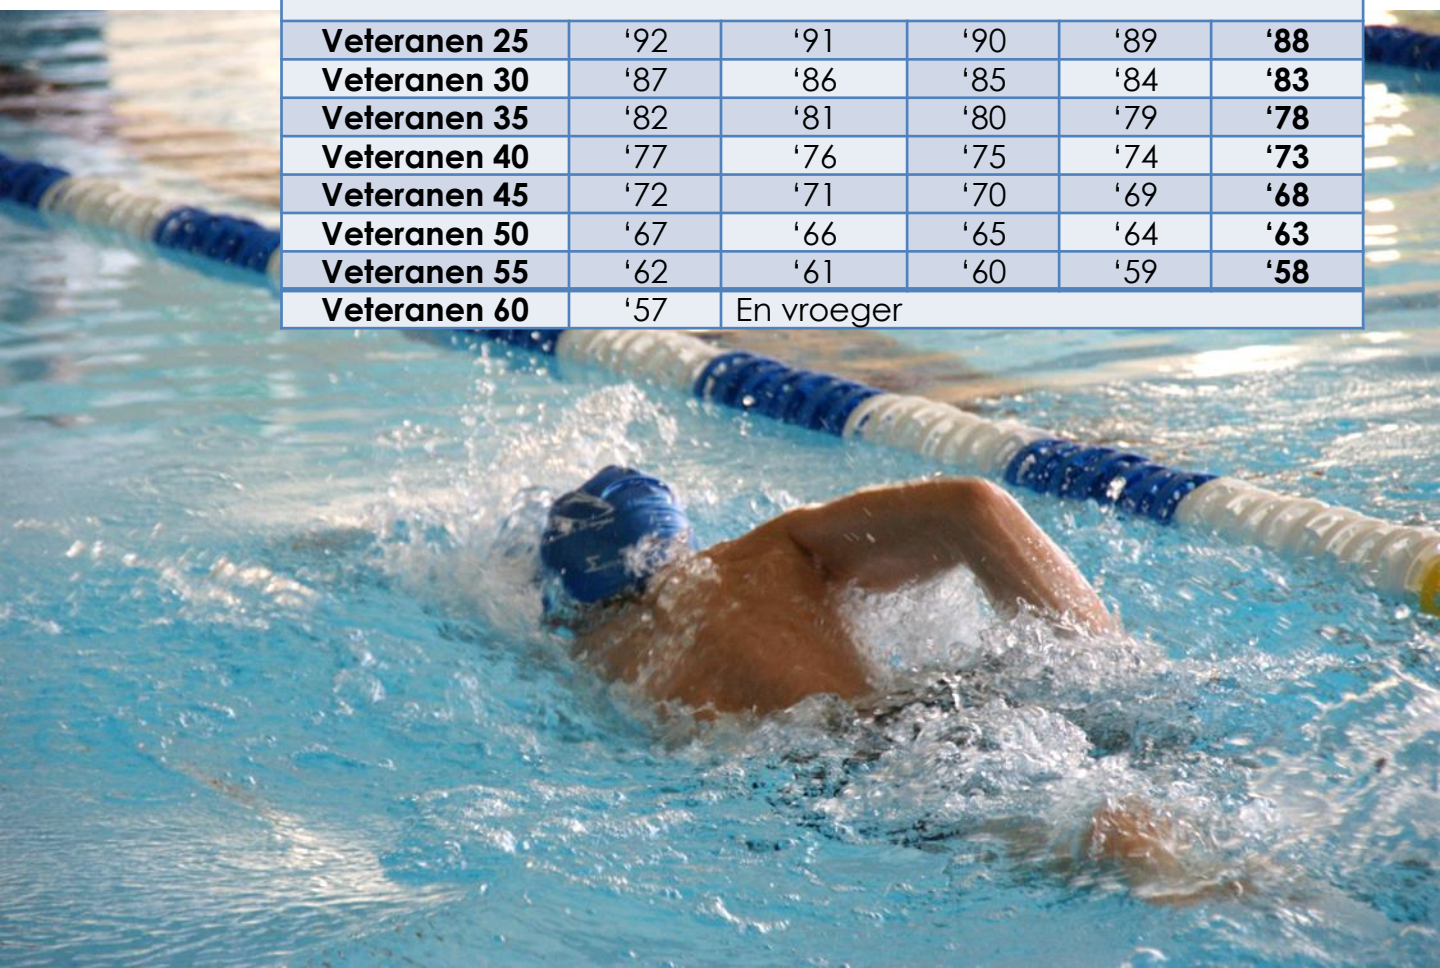 Veteranen 25 ‘92 ‘91 ‘90 ‘89 ‘88
Veteranen 30 ‘87 ‘86 ‘85 ‘84 ‘83
Veteranen 35 ‘82 ‘81 ‘80 ‘79 ‘78
Veteranen 40 ‘77 ‘76 ‘75 ‘74 ‘73
Veteranen 45 ‘72 ‘71 ‘70 ‘69 ‘68
Veteranen 50 ‘67 ‘66 ‘65 ‘64 ‘63
Veteranen 55 ‘62 ‘61 ‘60 ‘59 ‘58
Veteranen 60 ‘57 En vroeger